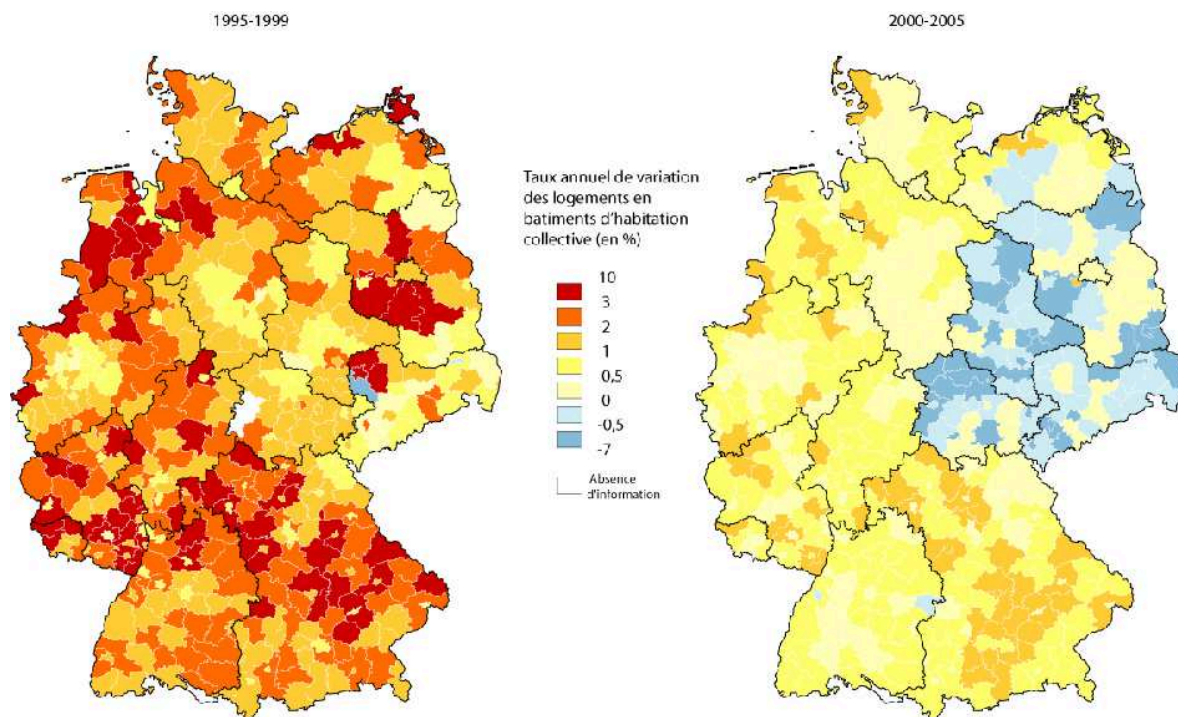 1995-1999
2000-2005
Taux annuel de variation
des logements en
batiments d'habitation
collective (en %)
10
3
2
1
0,5
0
-0,5
-7
Absence
d'information